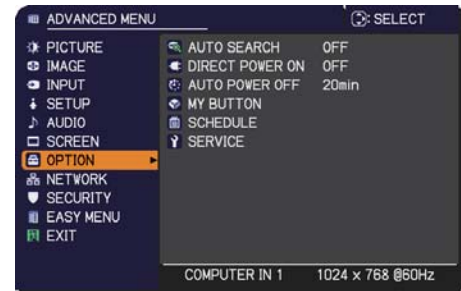 ADVANCED MENU : SELECT
PICTURE AUTO SEARCH OFF
IMAGE DIRECT POWER ON OFF
INPUT AUTO POWER OFF 20min
SETUP MY BUTTON
AUDIO SCHEDULE
SCREEN SERVICE
OPTION
NETWORK
SECURITY
EASY MENU
EXIT
COMPUTER IN 1 1024 x 768 @60Hz